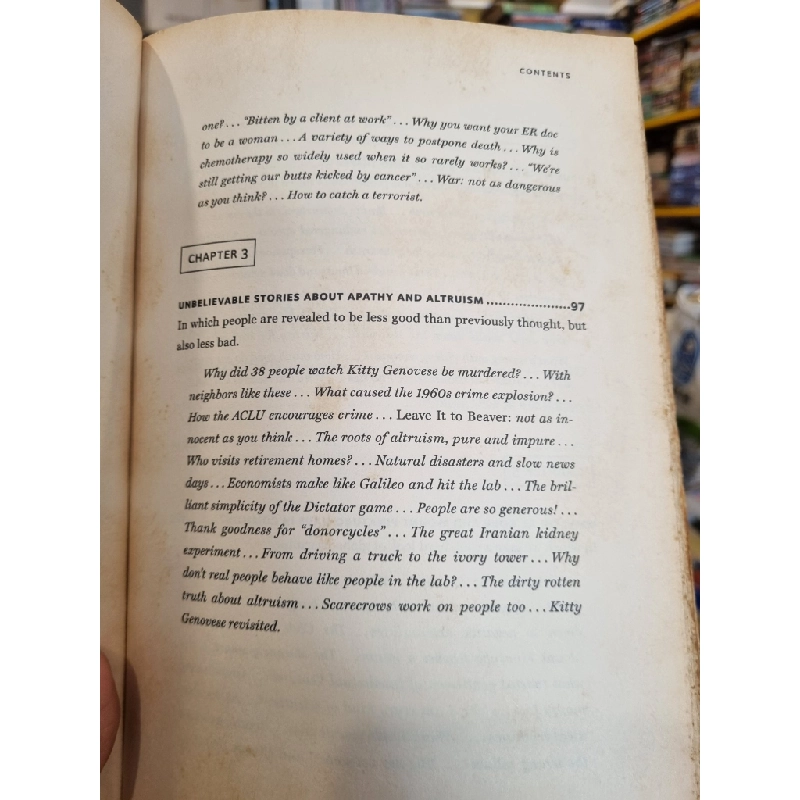 CONTENTS
one? . . . "Bitten by a client at work" . . . Why you want your ER doc
to be a woman . . . A variety of ways to postpone death . . . Why is
chemotherapy so widely used when it so rarely works? . . . "We're
still getting our butts kicked by cancer" . . . War: not as dangerous
as you think? . . . How to catch a terrorist.
CHAPTER 3
UNBELIEVABLE STORIES ABOUT APATHY AND ALTRUISM .....................97
In which people are revealed to be less good than previously thought, but
also less bad.
Why did 38 people watch Kitty Genovese be murdered? . . . With
neighbors like these . . . What caused the 1960s crime explosion? . . .
How the ACLU encourages crime . . . Leave It to Beaver: not as in-
nocent as you think . . . The roots of altruism, pure and impure . . .
Who visits retirement homes? . . . Natural disasters and slow news
days . . . Economists make like Galileo and hit the lab . . . The bril-
liant simplicity of the Dictator game . . . People are so generous! . . .
Thank goodness for "donorcycles" . . . The great Iranian kidney
experiment . . . From driving a truck to the ivory tower . . . Why
don't real people behave like people in the lab? . . . The dirty rotten
truth about altruism . . . Scarecrows work on people too . . . Kitty
Genovese revisited.